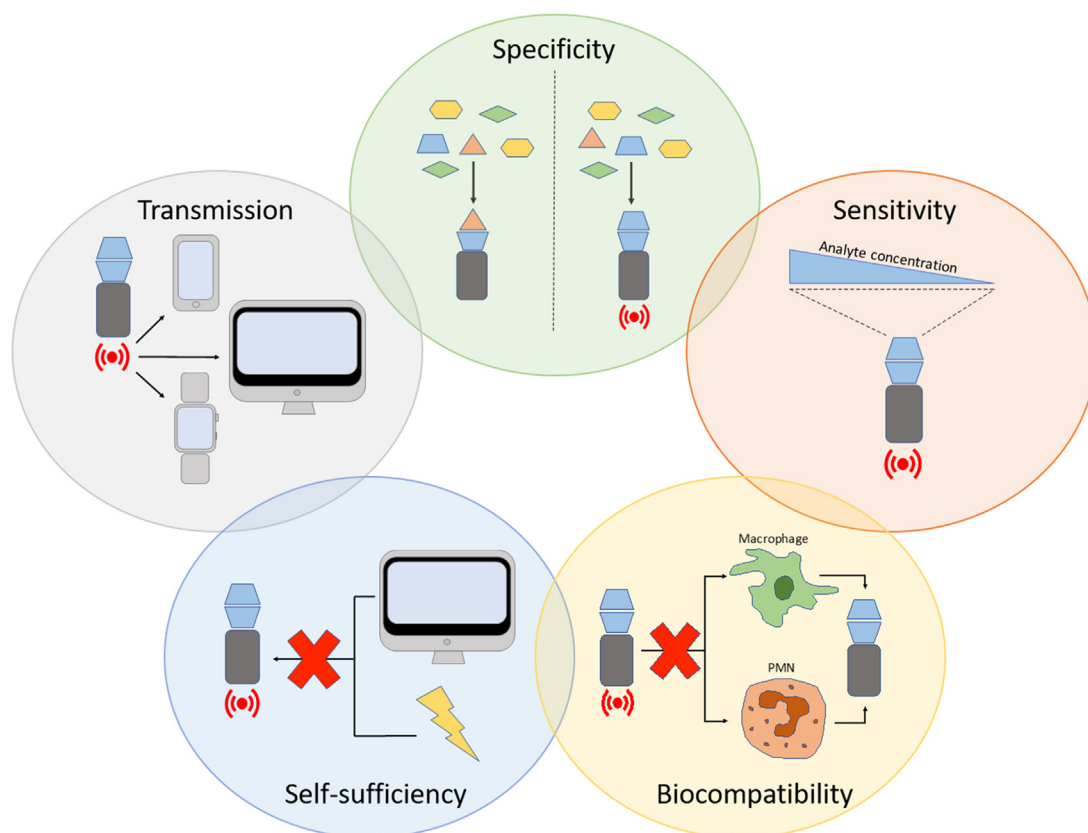 Specificity
Transmission
Sensitivity
Analyte concentration
Macrophage
PMN
Self-sufficiency
Biocompatibility